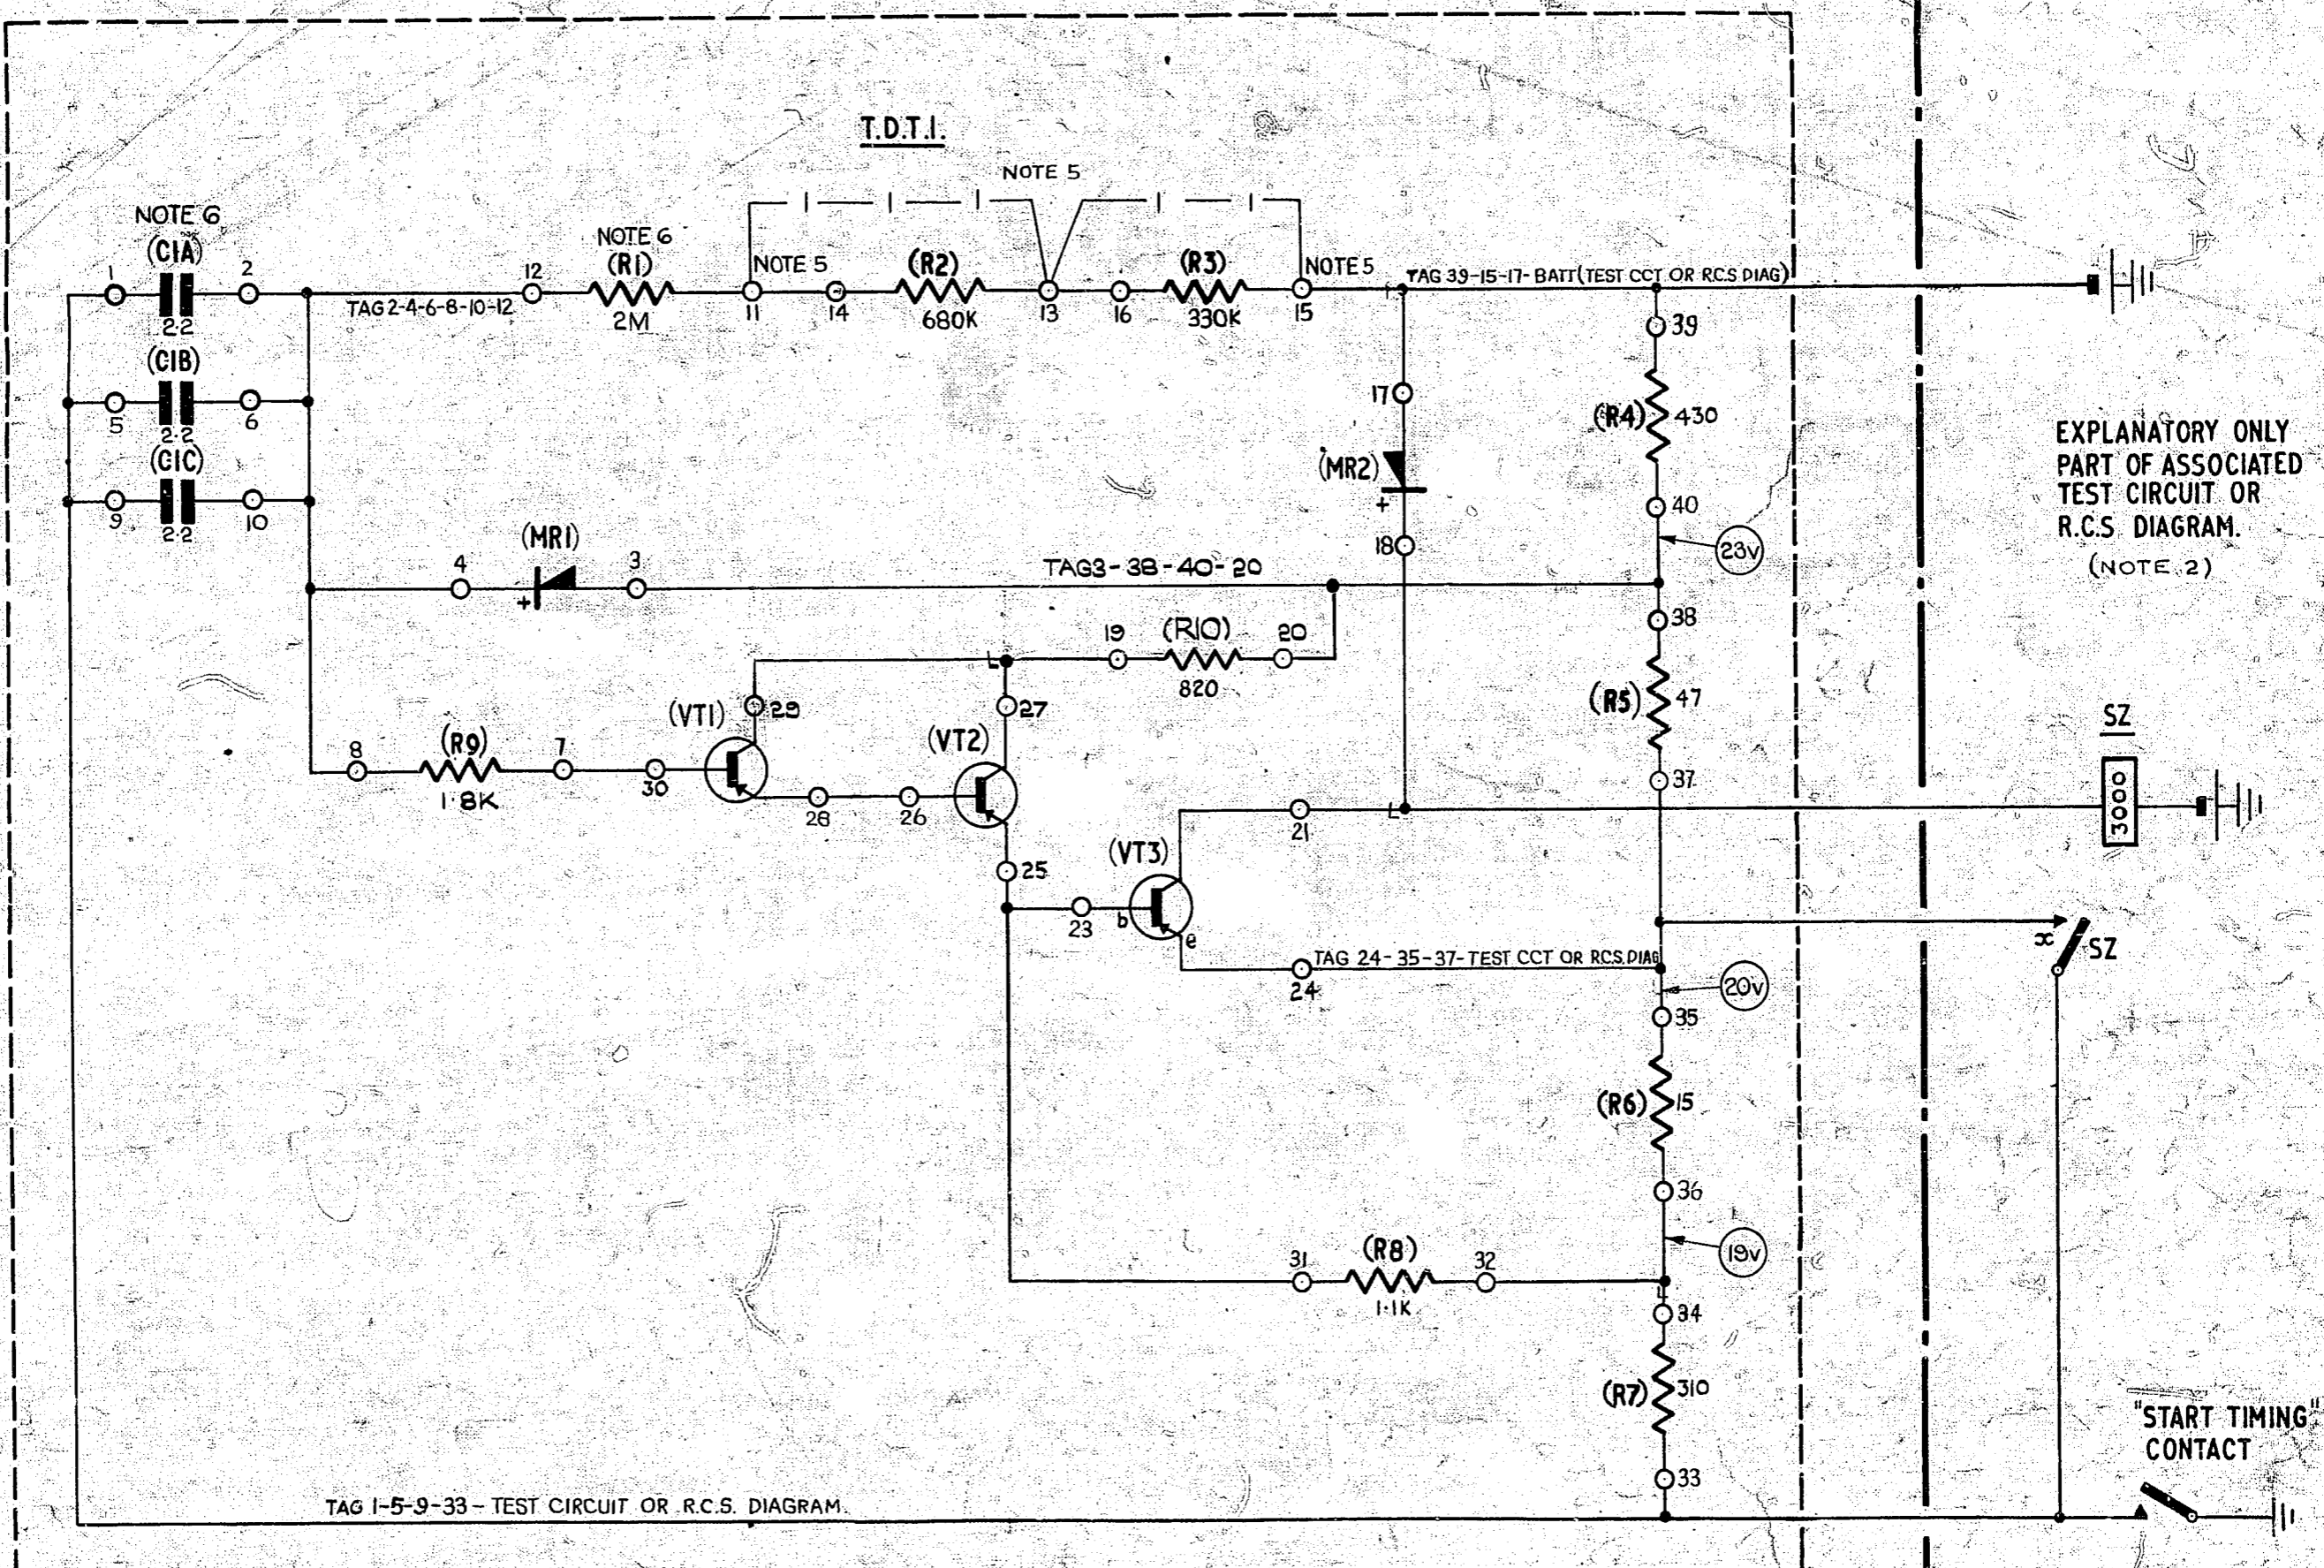 T.D.T.1.
NOTE 5
NOTE 6
(C1A)
1
2
2·2
(C1B)
5
6
2·2
(C1C)
9
10
2·2
TAG 2-4-6-8-10-12
12
NOTE 6
(R1)
2M
NOTE 5
11
14
(R2)
680K
13
16
(R3)
330K
NOTE 5
15
TAG 39-15-17-BATT (TEST CCT OR R.C.S DIAG)
39
(R4)
430
40
23V
17
(MR2)
+
18
EXPLANATORY ONLY
PART OF ASSOCIATED
TEST CIRCUIT OR
R.C.S DIAGRAM.
(NOTE 2)
4
(MR1)
+
3
TAG3-38-40-20
38
(R5)
47
37
19
(R10)
20
820
8
(R9)
7
1·8K
30
(VT1)
29
28
26
(VT2)
27
25
23
(VT3)
b
e
21
SZ
3000
x
SZ
TAG 24-35-37-TEST CCT OR R.C.S. DIAG
24
20V
35
(R6)
15
36
19V
31
(R8)
32
1·1K
34
(R7)
310
33
"START TIMING"
CONTACT
TAG 1-5-9-33 - TEST CIRCUIT OR R.C.S. DIAGRAM.